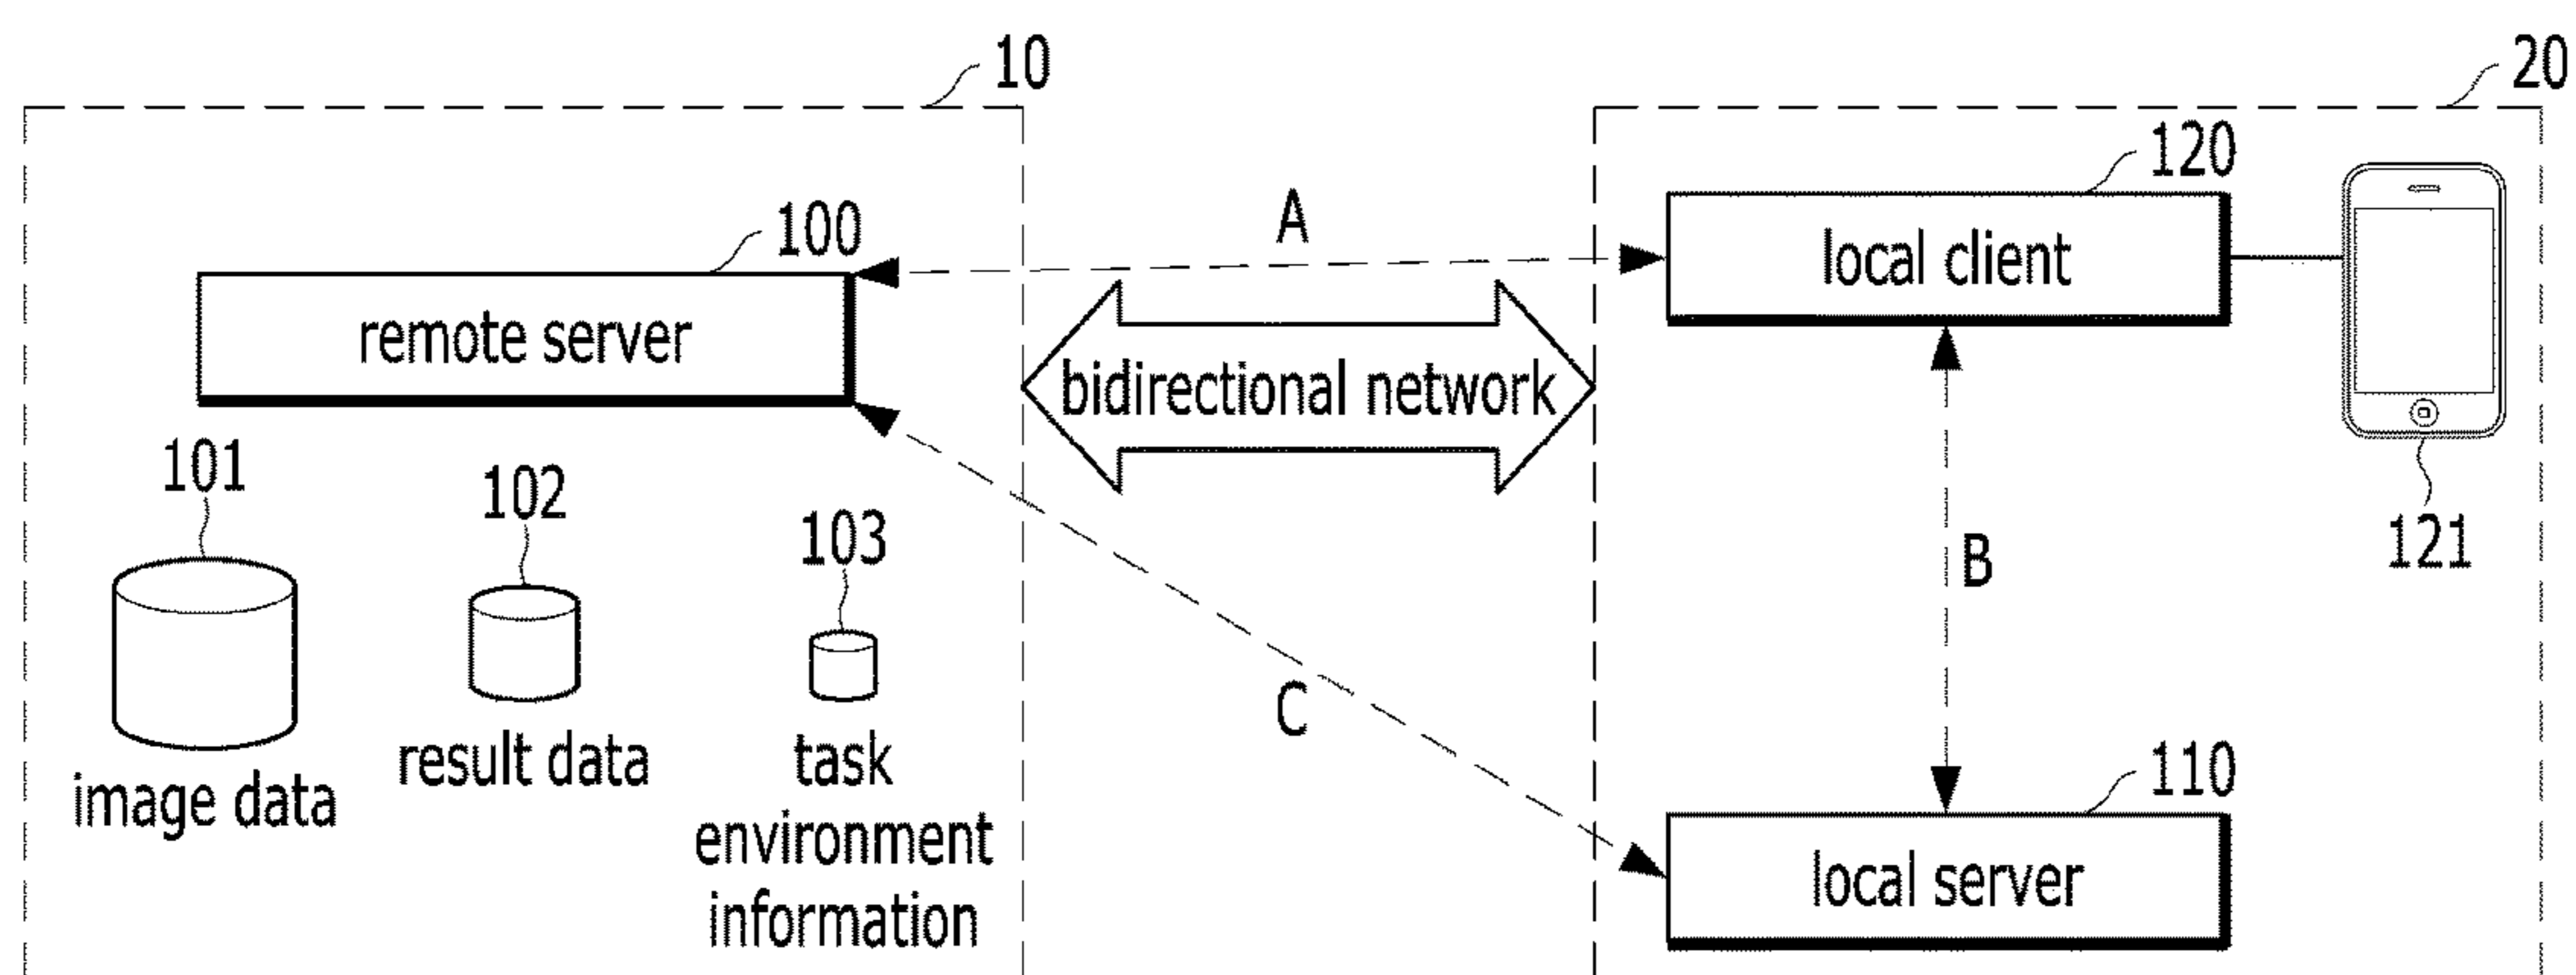 10
20
120
100
A
local client
remote server
bidirectional network
101
102
103
121
B
C
image data
result data
task
environment
information
110
local server